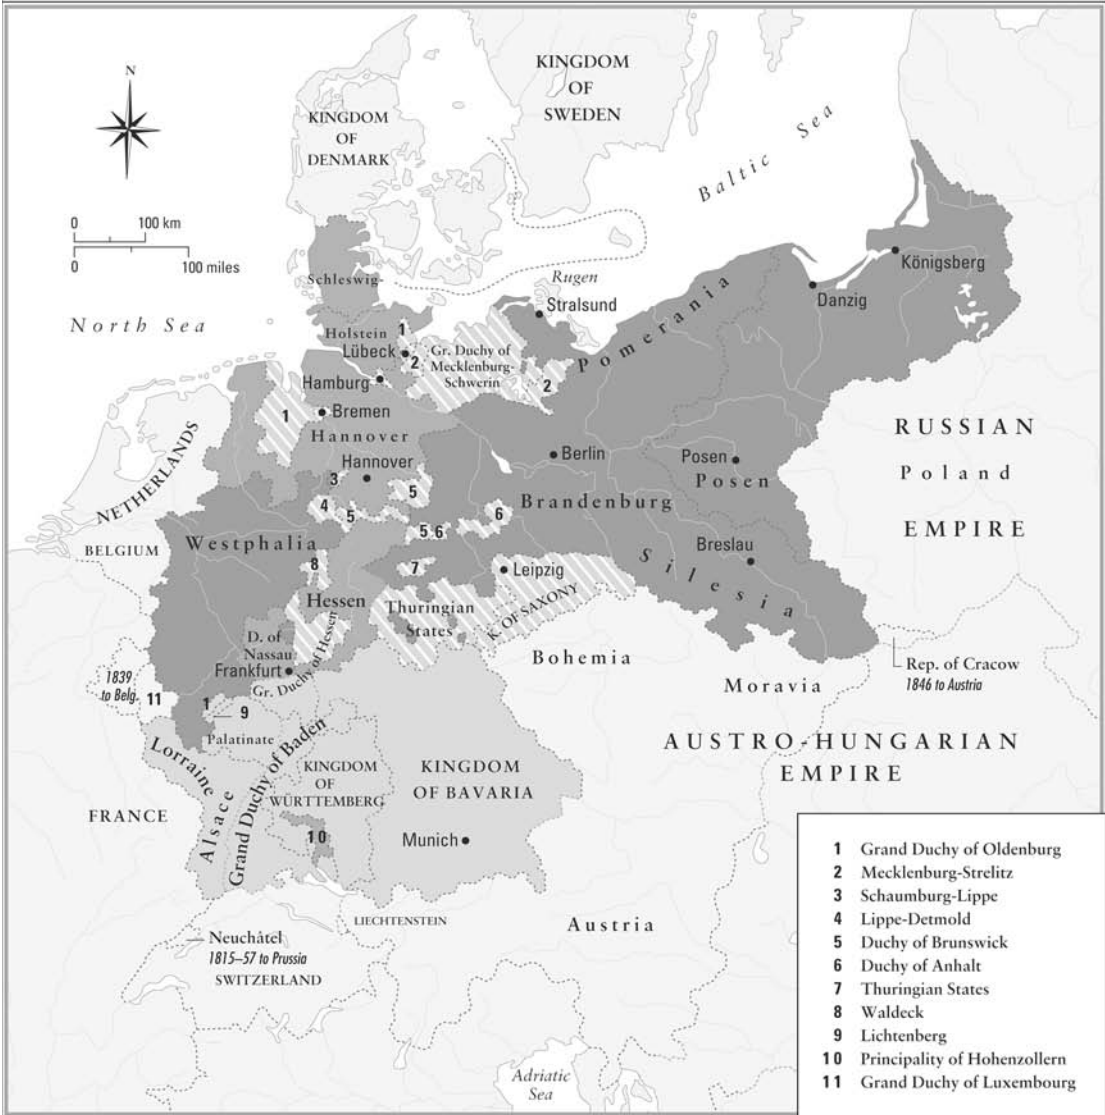 KINGDOM
OF
SWEDEN
N
KINGDOM
OF
DENMARK
Baltic Sea
0 100 km
0 100 miles
Königsberg
Schleswig-
Rugen
Danzig
Stralsund
North Sea
Pomerania
1
Holstein
Lübeck
2
Gr. Duchy of
Mecklenburg-
Schwerin
2
Hamburg
1
Bremen
Hannover
RUSSIAN
Poland
EMPIRE
NETHERLANDS
Hannover
Berlin
Posen
Posen
3
5
4
5
Brandenburg
6
5 6
BELGIUM
Westphalia
Breslau
Silesia
8
7
Leipzig
Hessen
Thuringian
States
K. OF SAXONY
D. of
Nassau
Gr. Duchy of Hessen
Frankfurt
Gr. Duchy of Hessen
Bohemia
Moravia
Rep. of Cracow
1846 to Austria
1839
to Belg.
11
1
9
Palatinate
Lorraine
Alsace
Grand Duchy of Baden
KINGDOM
OF
WÜRTTEMBERG
KINGDOM
OF BAVARIA
AUSTRO-HUNGARIAN
EMPIRE
FRANCE
10
Munich
LIECHTENSTEIN
Austria
Neuchâtel
1815–57 to Prussia
SWITZERLAND
Adriatic
Sea
1 Grand Duchy of Oldenburg
2 Mecklenburg-Strelitz
3 Schaumburg-Lippe
4 Lippe-Detmold
5 Duchy of Brunswick
6 Duchy of Anhalt
7 Thuringian States
8 Waldeck
9 Lichtenberg
10 Principality of Hohenzollern
11 Grand Duchy of Luxembourg